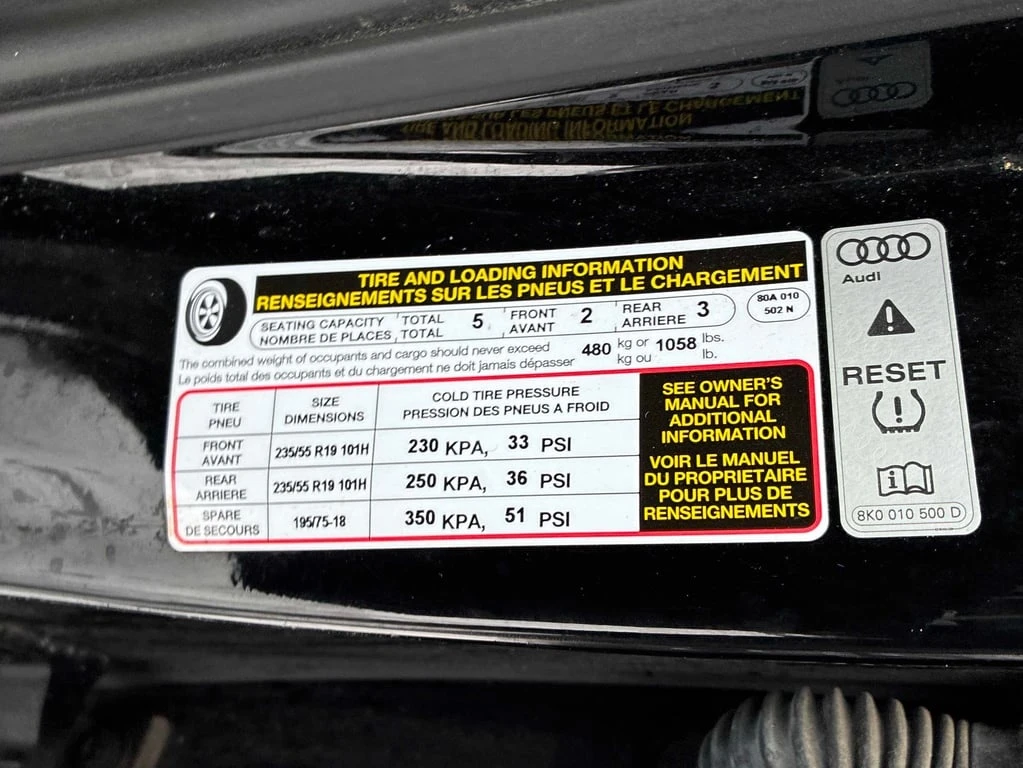 TIRE AND LOADING INFORMATION
RENSEIGNEMENTS SUR LES PNEUS ET LE CHARGEMENT
SEATING CAPACITY TOTAL 5 FRONT 2 REAR 3
NOMBRE DE PLACES TOTAL AVANT ARRIERE
80A 010
502 N
The combined weight of occupants and cargo should never exceed 480 kg or 1058 lbs.
Le poids total des occupants et du chargement ne doit jamais dépasser kg ou lb.
TIRE SIZE COLD TIRE PRESSURE
PNEU DIMENSIONS PRESSION DES PNEUS A FROID
FRONT
AVANT 235/55 R19 101H 230 KPA, 33 PSI
REAR
ARRIERE 235/55 R19 101H 250 KPA, 36 PSI
SPARE
DE SECOURS 195/75-18 350 KPA, 51 PSI
SEE OWNER'S
MANUAL FOR
ADDITIONAL
INFORMATION
VOIR LE MANUEL
DU PROPRIETAIRE
POUR PLUS DE
RENSEIGNEMENTS
Audi
RESET
8K0 010 500 D